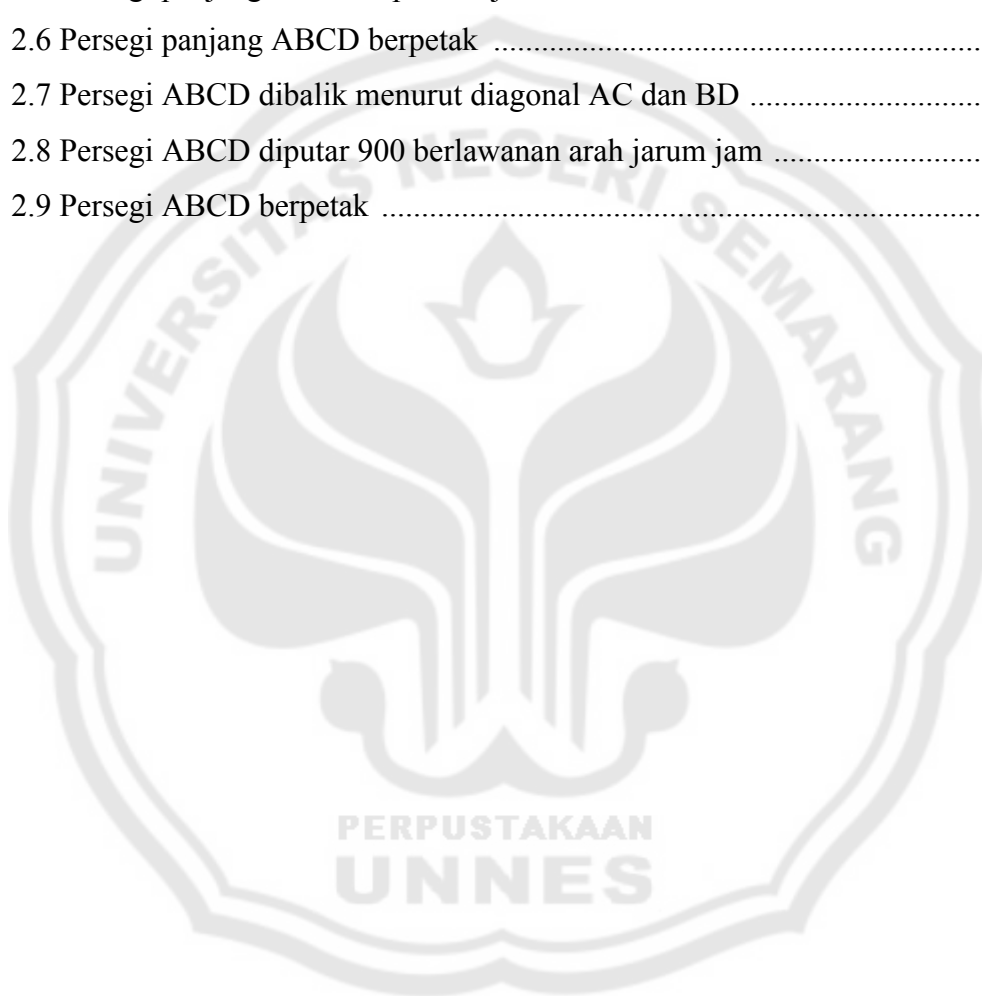 2.6 Persegi panjang ABCD berpetak ....................................................................
2.7 Persegi ABCD dibalik menurut diagonal AC dan BD ................................
2.8 Persegi ABCD diputar 900 berlawanan arah jarum jam .............................
2.9 Persegi ABCD berpetak ..................................................................................
UNIVERSITAS NEGERI SEMARANG
PERPUSTAKAAN
UNNES